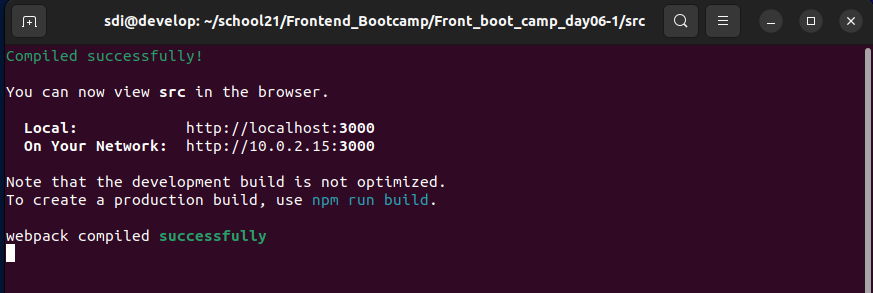 sdi@develop: ~/school21/Frontend_Bootcamp/Front_boot_camp_day06-1/src
Compiled successfully!
You can now view src in the browser.
Local: http://localhost:3000
On Your Network: http://10.0.2.15:3000
Note that the development build is not optimized.
To create a production build, use npm run build.
webpack compiled successfully